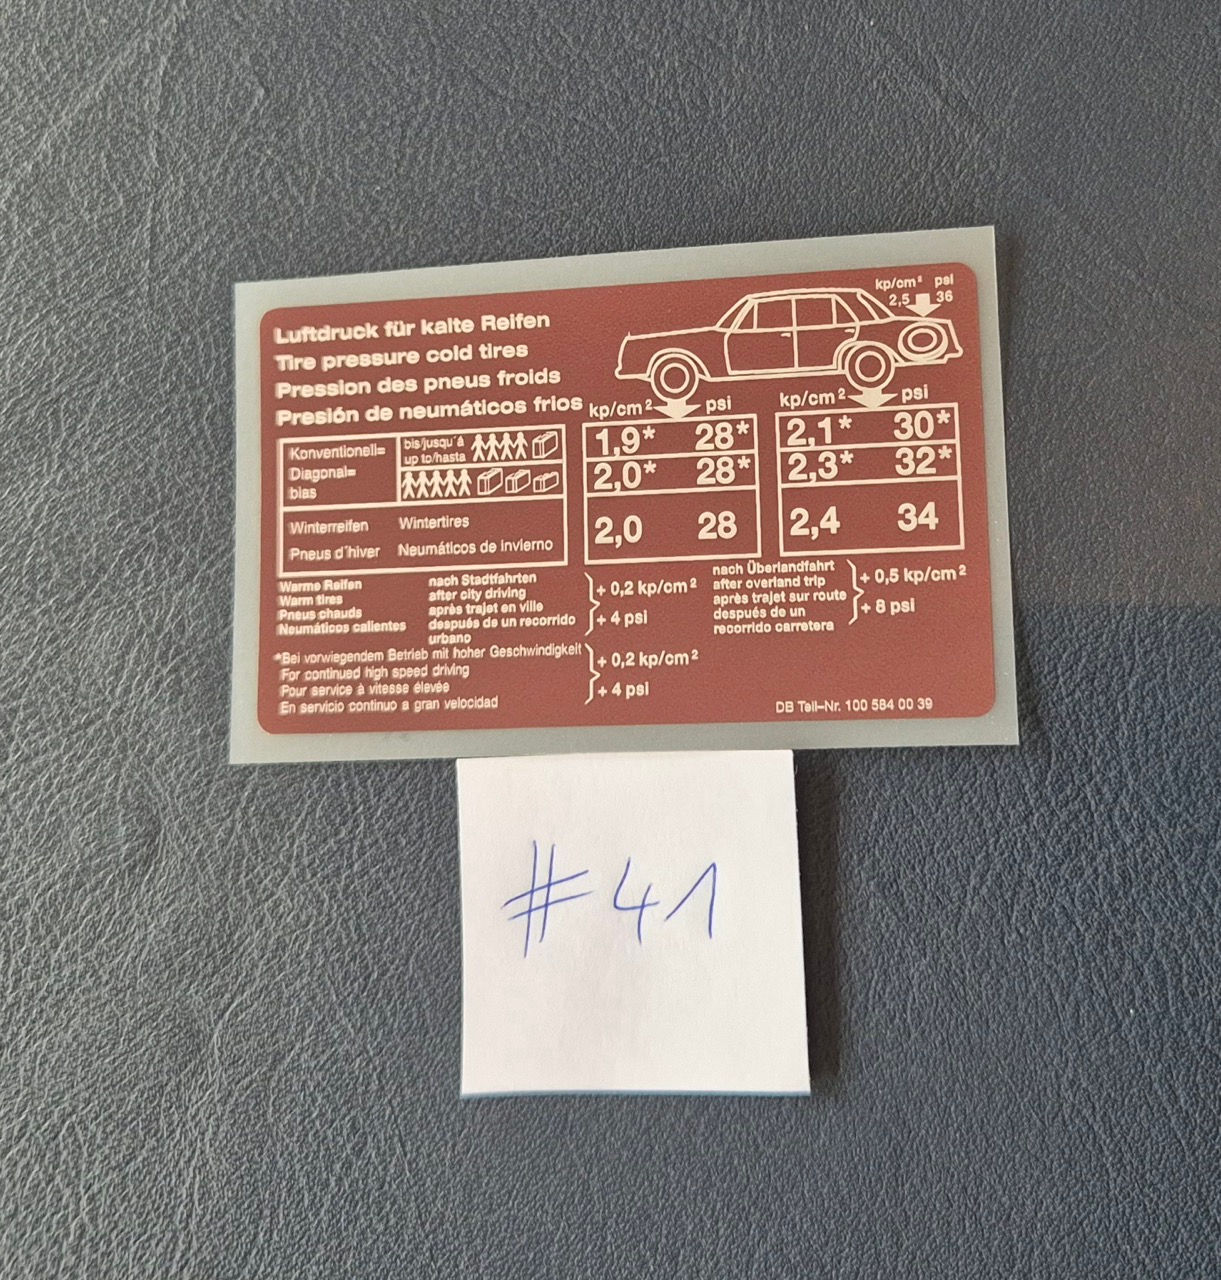 kp/cm² psi
2,5 36
Luftdruck für kalte Reifen
Tire pressure cold tires
Pression des pneus froids
Presión de neumáticos frios
kp/cm² psi
kp/cm² psi
Konventionell=
Diagonal=
bias
bis/jusqu'á
up to/hasta
1,9* 28* 2,1* 30*
2,0* 28* 2,3* 32*
Winterreifen Wintertires
Pneus d'hiver Neumáticos de invierno
2,0 28 2,4 34
Warme Reifen
Warm tires
Pneus chauds
Neumáticos calientes
nach Stadtfahrten
after city driving
après trajet en ville
después de un recorrido
urbano
+ 0,2 kp/cm²
+ 4 psi
nach Überlandfahrt
after overland trip
après trajet sur route
después de un
recorrido carretera
+ 0,5 kp/cm²
+ 8 psi
*Bei vorwiegendem Betrieb mit hoher Geschwindigkeit
For continued high speed driving
Pour service à vitesse élevée
En servicio continuo a gran velocidad
+ 0,2 kp/cm²
+ 4 psi
DB Teil-Nr. 100 584 00 39
#41